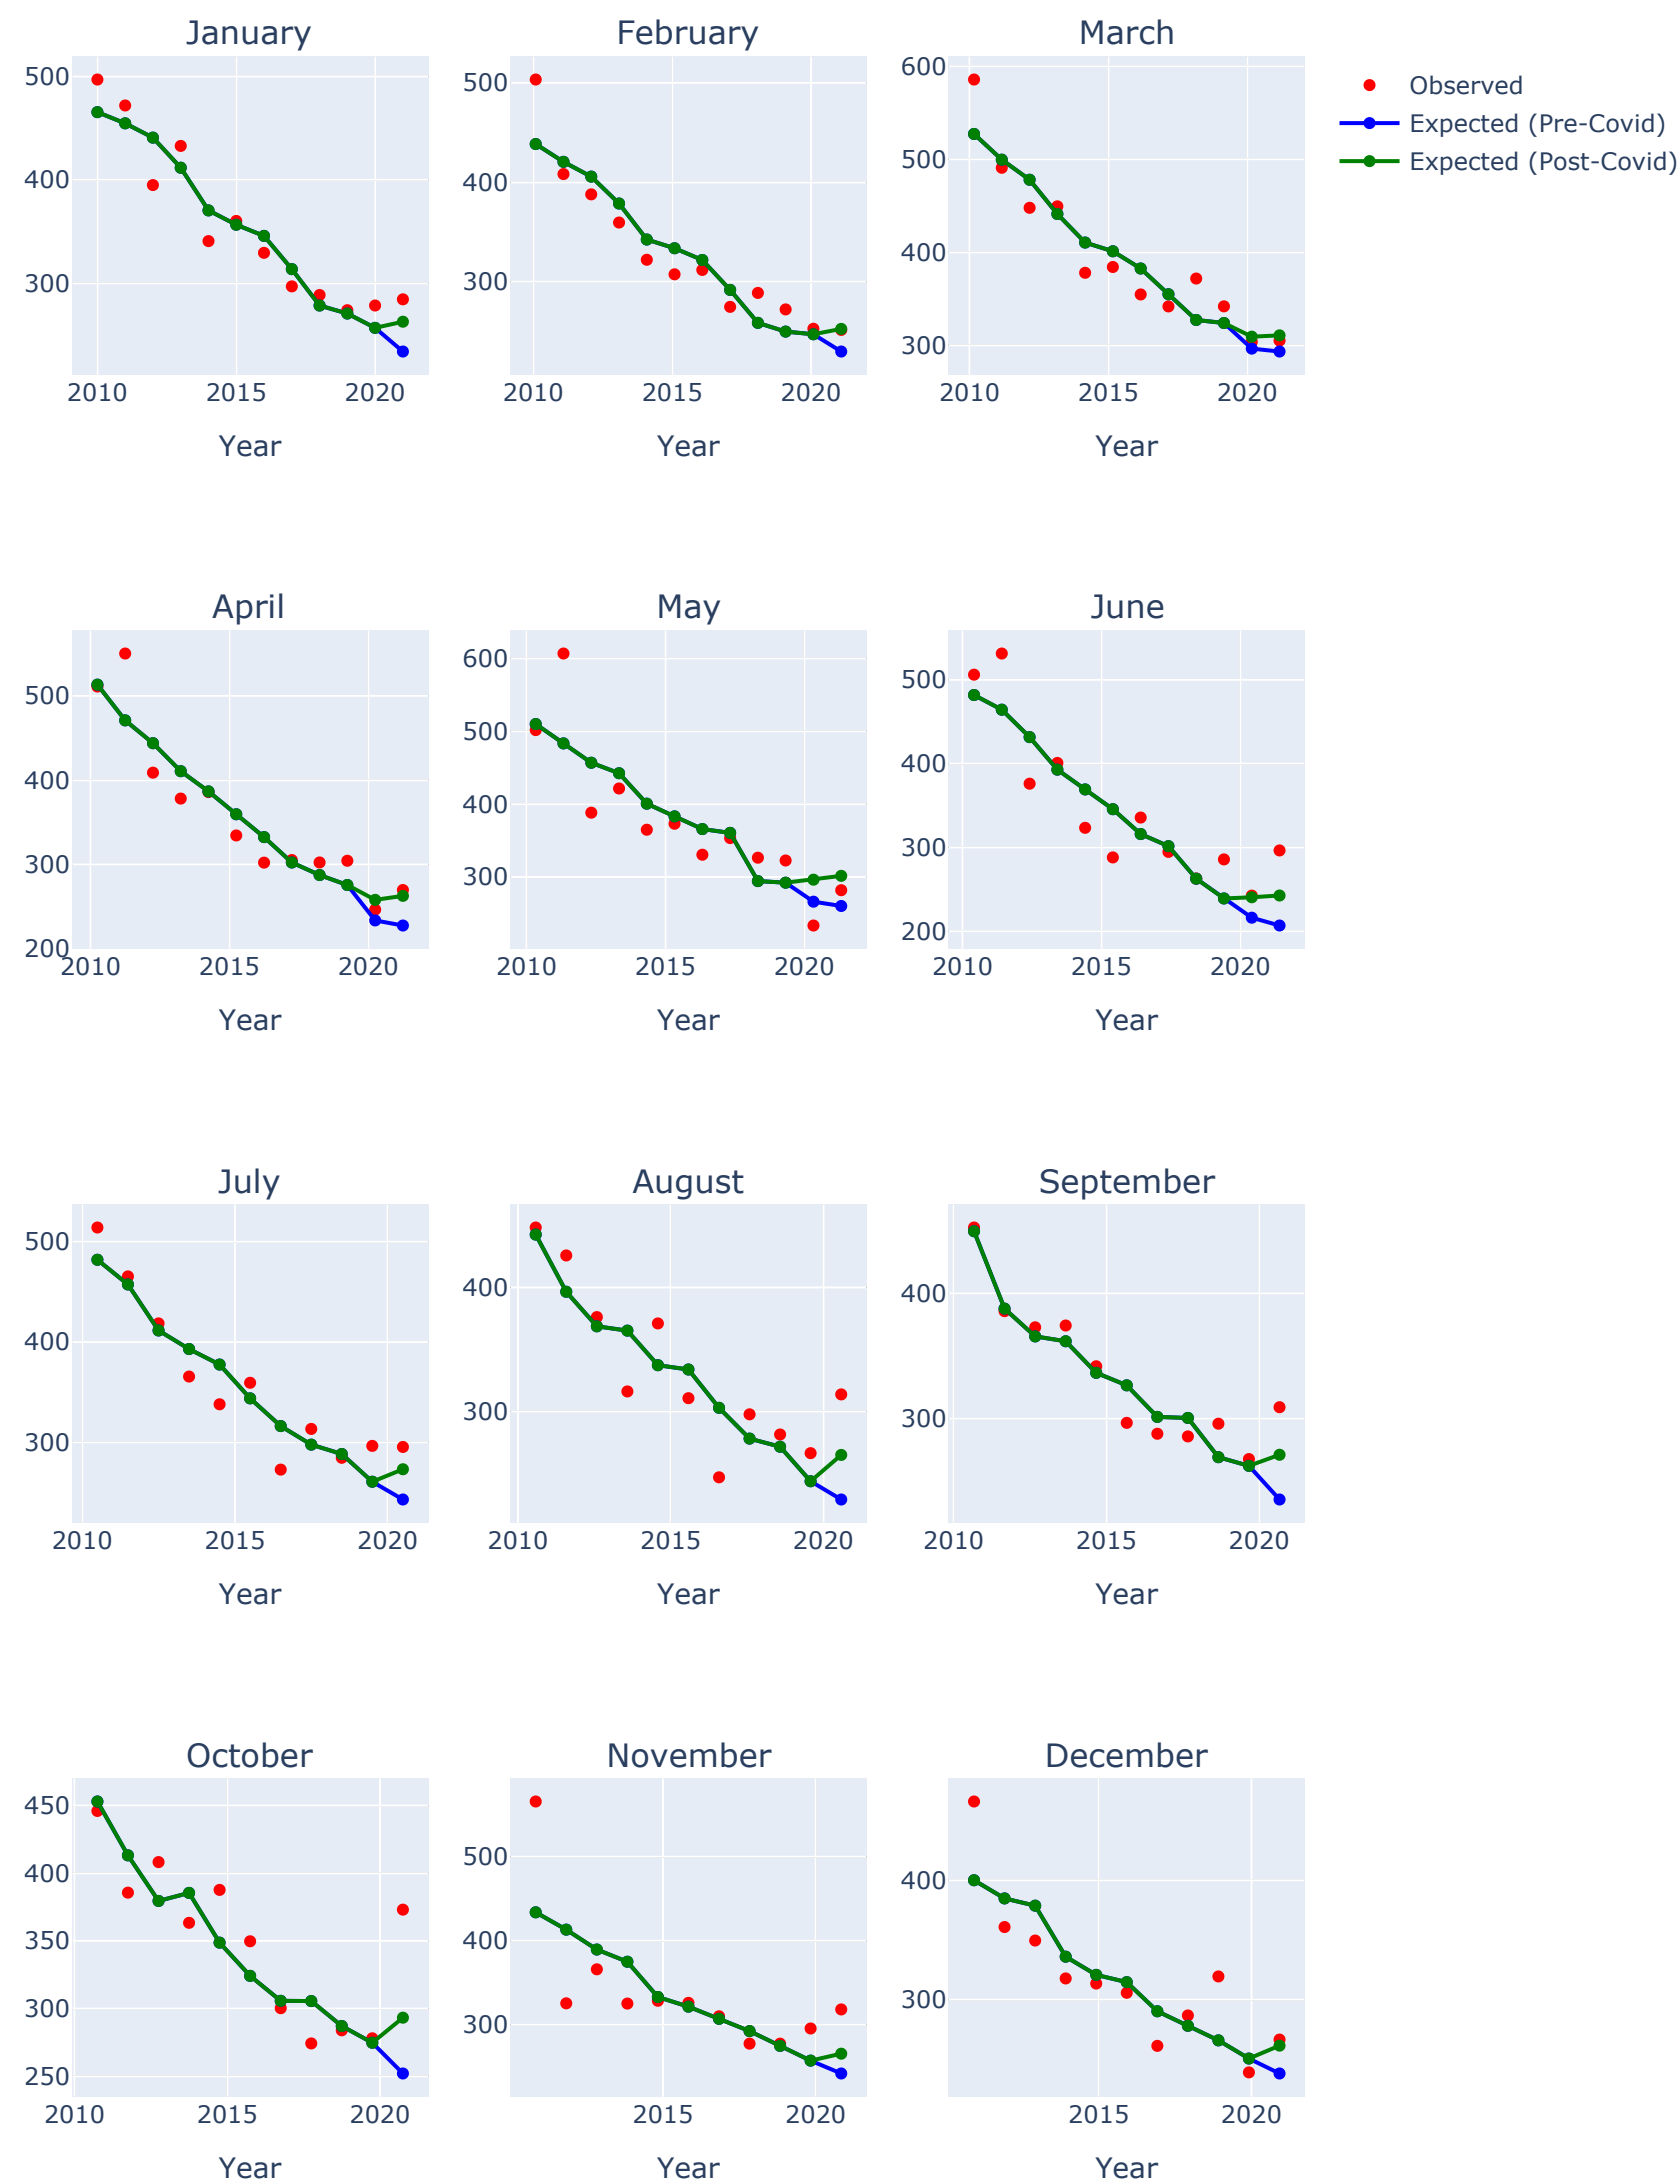 January
February
March
500
400
300
2010
2015
2020
Year
500
400
300
2010
2015
2020
Year
600
500
400
300
2010
2015
2020
Year
Observed
Expected (Pre-Covid)
Expected (Post-Covid)
April
May
June
500
400
300
200
2010
2015
2020
Year
600
500
400
300
2010
2015
2020
Year
500
400
300
200
2010
2015
2020
Year
July
August
September
500
400
300
2010
2015
2020
Year
400
300
2010
2015
2020
Year
400
300
2010
2015
2020
Year
October
November
December
450
400
350
300
250
2010
2015
2020
Year
500
400
300
2015
2020
Year
400
300
2015
2020
Year